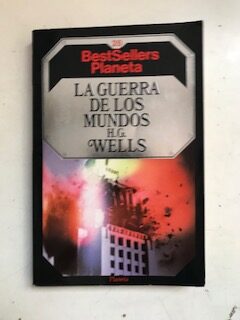 BestSellers
Planeta
LA GUERRA
DE LOS
MUNDOS
H.G.
WELLS
Planeta